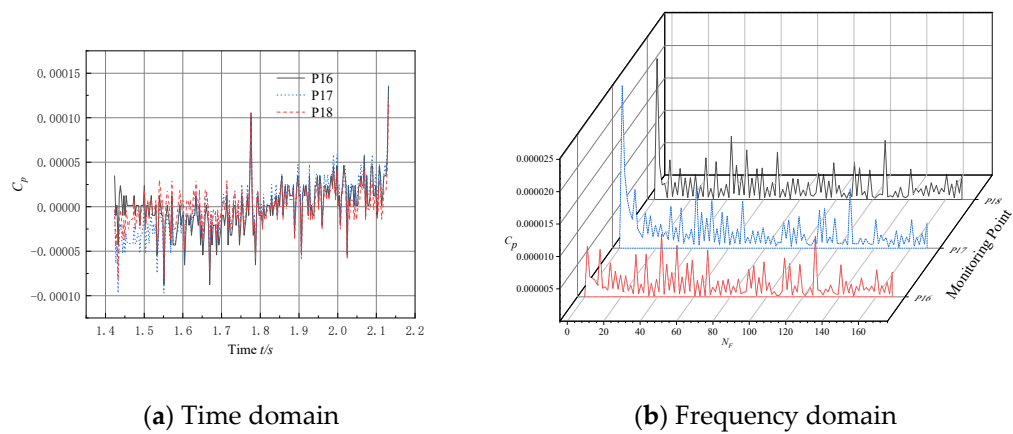 0.00015
0.00010
0.00005
0.00000
−0.00005
−0.00010
C_p
P16
P17
P18
1.4 1.5 1.6 1.7 1.8 1.9 2.0 2.1 2.2
Time t/s
(a) Time domain
0.000025
0.000020
0.000015
0.000010
0.000005
C_p
0 20 40 60 80 100 120 140 160
N_F
P18
P17
P16
Monitoring Point
(b) Frequency domain